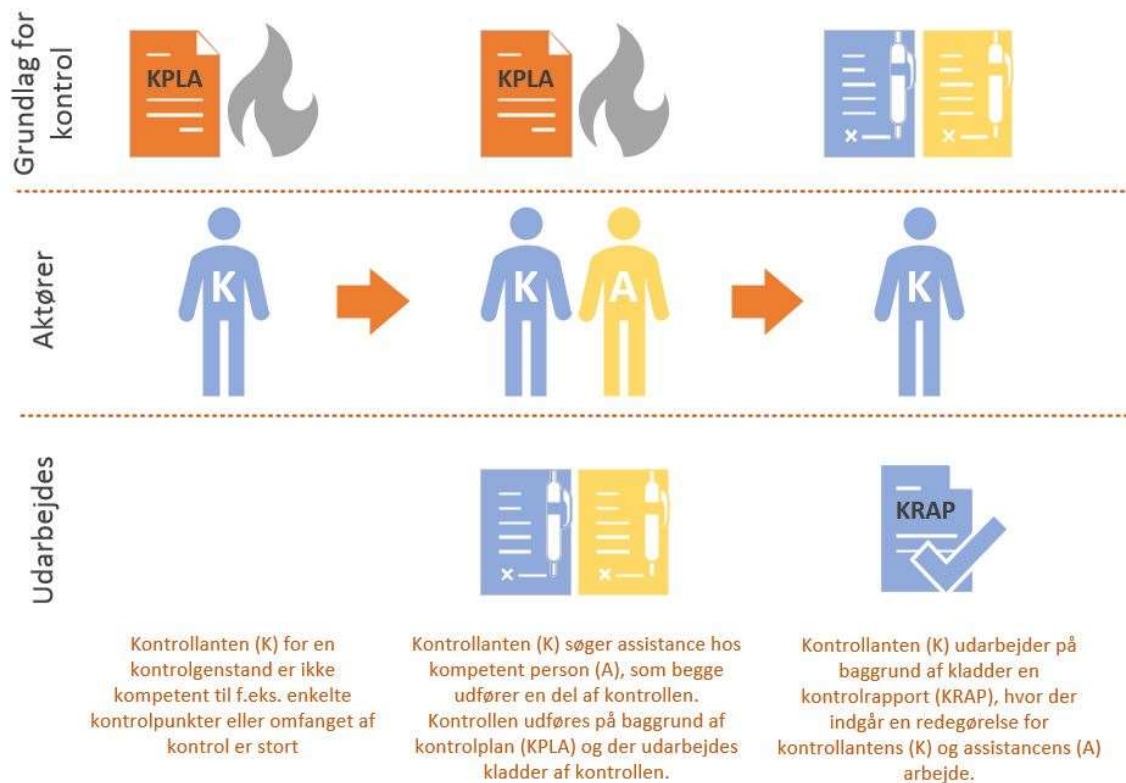 Grundlag for
kontrol
KPLA
KPLA
Aktører
K
K
A
K
Udarbejdes
KRAP
Kontrollanten (K) for en
kontrolgenstand er ikke
kompetent til f.eks. enkelte
kontrolpunkter eller omfanget af
kontrol er stort
Kontrollanten (K) søger assistance hos
kompetent person (A), som begge
udfører en del af kontrollen.
Kontrollen udføres på baggrund af
kontrolplan (KPLA) og der udarbejdes
kladder af kontrollen.
Kontrollanten (K) udarbejder på
baggrund af kladder en
kontrolrapport (KRAP), hvor der
indgår en redegørelse for
kontrollantens (K) og assistancens (A)
arbejde.